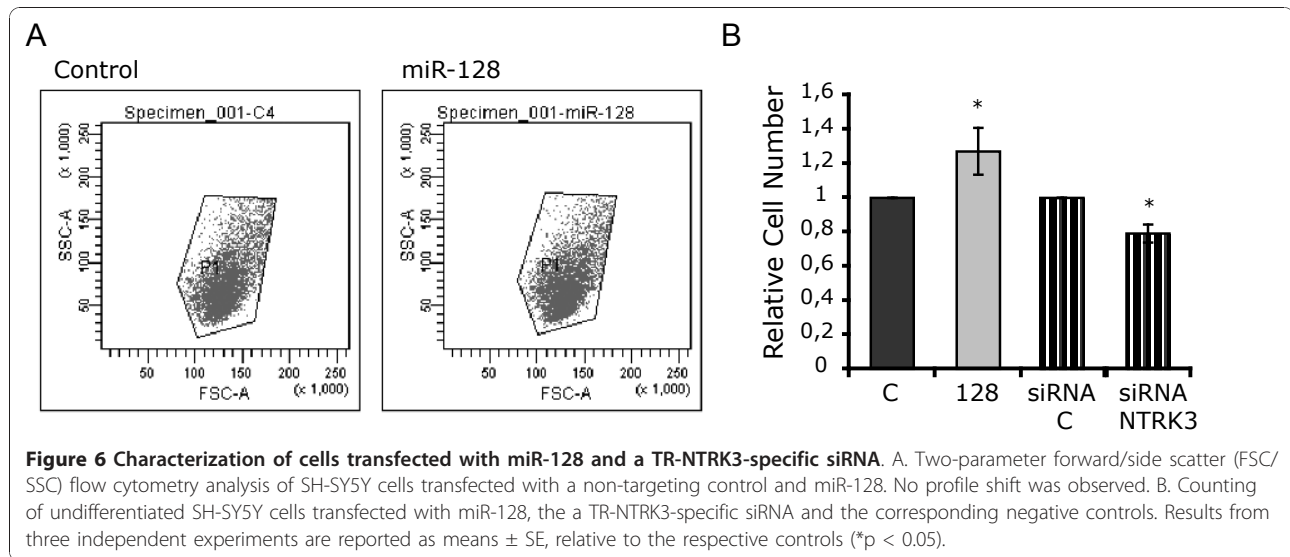 A
Control
miR-128
Specimen_001-C4
SSC-A
(x 1,000)
250
200
150
100
50
P1
50 100 150 200 250
FSC-A (x 1,000)
Specimen_001-miR-128
SSC-A
(x 1,000)
250
200
150
100
50
P1
50 100 150 200 250
FSC-A (x 1,000)
B
Relative Cell Number
1,6
1,4
1,2
1
0,8
0,6
0,4
0,2
0
*
*
C 128 siRNA siRNA
C NTRK3
Figure 6 Characterization of cells transfected with miR-128 and a TR-NTRK3-specific siRNA. A. Two-parameter forward/side scatter (FSC/
SSC) flow cytometry analysis of SH-SY5Y cells transfected with a non-targeting control and miR-128. No profile shift was observed. B. Counting
of undifferentiated SH-SY5Y cells transfected with miR-128, the a TR-NTRK3-specific siRNA and the corresponding negative controls. Results from
three independent experiments are reported as means ± SE, relative to the respective controls (*p < 0.05).